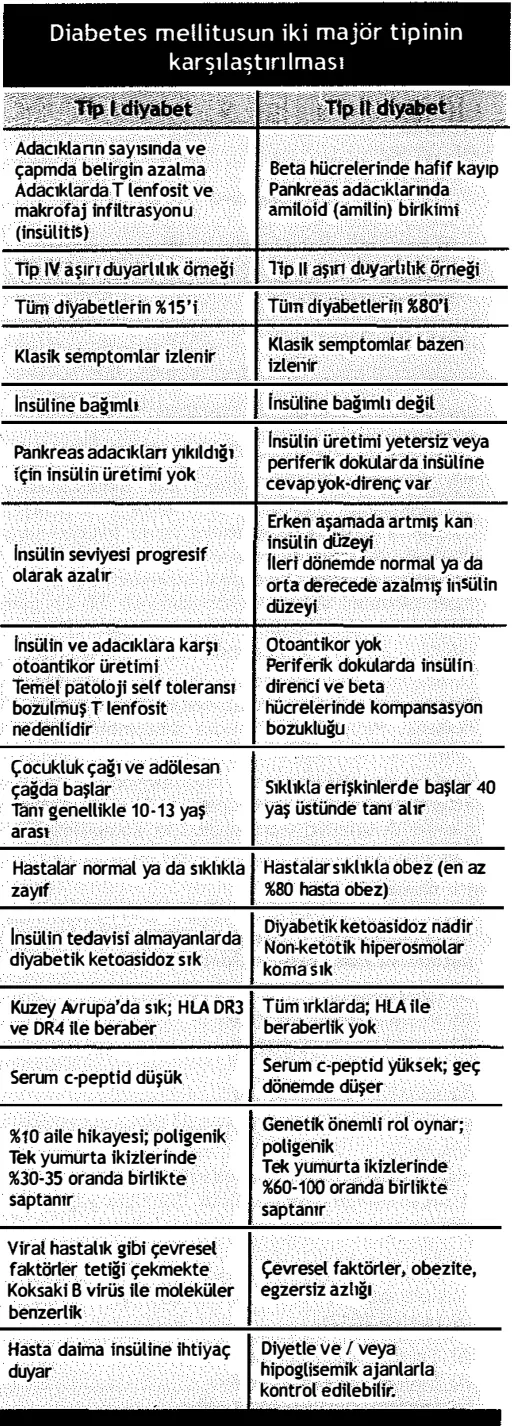 Diabetes mellitusun iki majör tipinin
karşılaştırılması
Tip I diyabet
Tip II diyabet
Adacıkların sayısında ve
çapında belirgin azalma
Adacıklarda T lenfosit ve
makrofaj infiltrasyonu
(insülitis)
Beta hücrelerinde hafif kayıp
Pankreas adacıklarında
amiloid (amilin) birikimi
Tip IV aşırı duyarlılık örneği
Tip II aşırı duyarlılık örneği
Tüm diyabetlerin %15'i
Tüm diyabetlerin %80'i
Klasik semptomlar izlenir
Klasik semptomlar bazen
izlenir
İnsüline bağımlı
İnsüline bağımlı değil
Pankreas adacıkları yıkıldığı
için insülin üretimi yok
İnsülin üretimi yetersiz veya
periferik dokularda insüline
cevap yok-direnç var
İnsülin seviyesi progresif
olarak azalır
Erken aşamada artmış kan
insülin düzeyi
İleri dönemde normal ya da
orta derecede azalmış insülin
düzeyi
İnsülin ve adacıklara karşı
otoantikor üretimi
Temel patoloji self toleransı
bozulmuş T lenfosit
nedenlidir
Otoantikor yok
Periferik dokularda insülin
direnci ve beta
hücrelerinde kompansasyon
bozukluğu
Çocukluk çağı ve adölesan
çağda başlar
Tanı genellikle 10-13 yaş
arası
Sıklıkla erişkinlerde başlar 40
yaş üstünde tanı alır
Hastalar normal ya da sıklıkla
zayıf
Hastalar sıklıkla obez (en az
%80 hasta obez)
İnsülin tedavisi almayanlarda
diyabetik ketoasidoz sık
Diyabetik ketoasidoz nadir
Non-ketotik hiperosmolar
koma sık
Kuzey Avrupa'da sık; HLA DR3
ve DR4 ile beraber
Tüm ırklarda; HLA ile
beraberlik yok
Serum c-peptid düşük
Serum c-peptid yüksek; geç
dönemde düşer
%10 aile hikayesi; poligenik
Tek yumurta ikizlerinde
%30-35 oranda birlikte
saptanır
Genetik önemli rol oynar;
poligenik
Tek yumurta ikizlerinde
%60-100 oranda birlikte
saptanır
Viral hastalık gibi çevresel
faktörler tetiği çekmekte
Koksaki B virüs ile moleküler
benzerlik
Çevresel faktörler, obezite,
egzersiz azlığı
Hasta daima insüline ihtiyaç
duyar
Diyetle ve / veya
hipoglisemik ajanlarla
kontrol edilebilir.